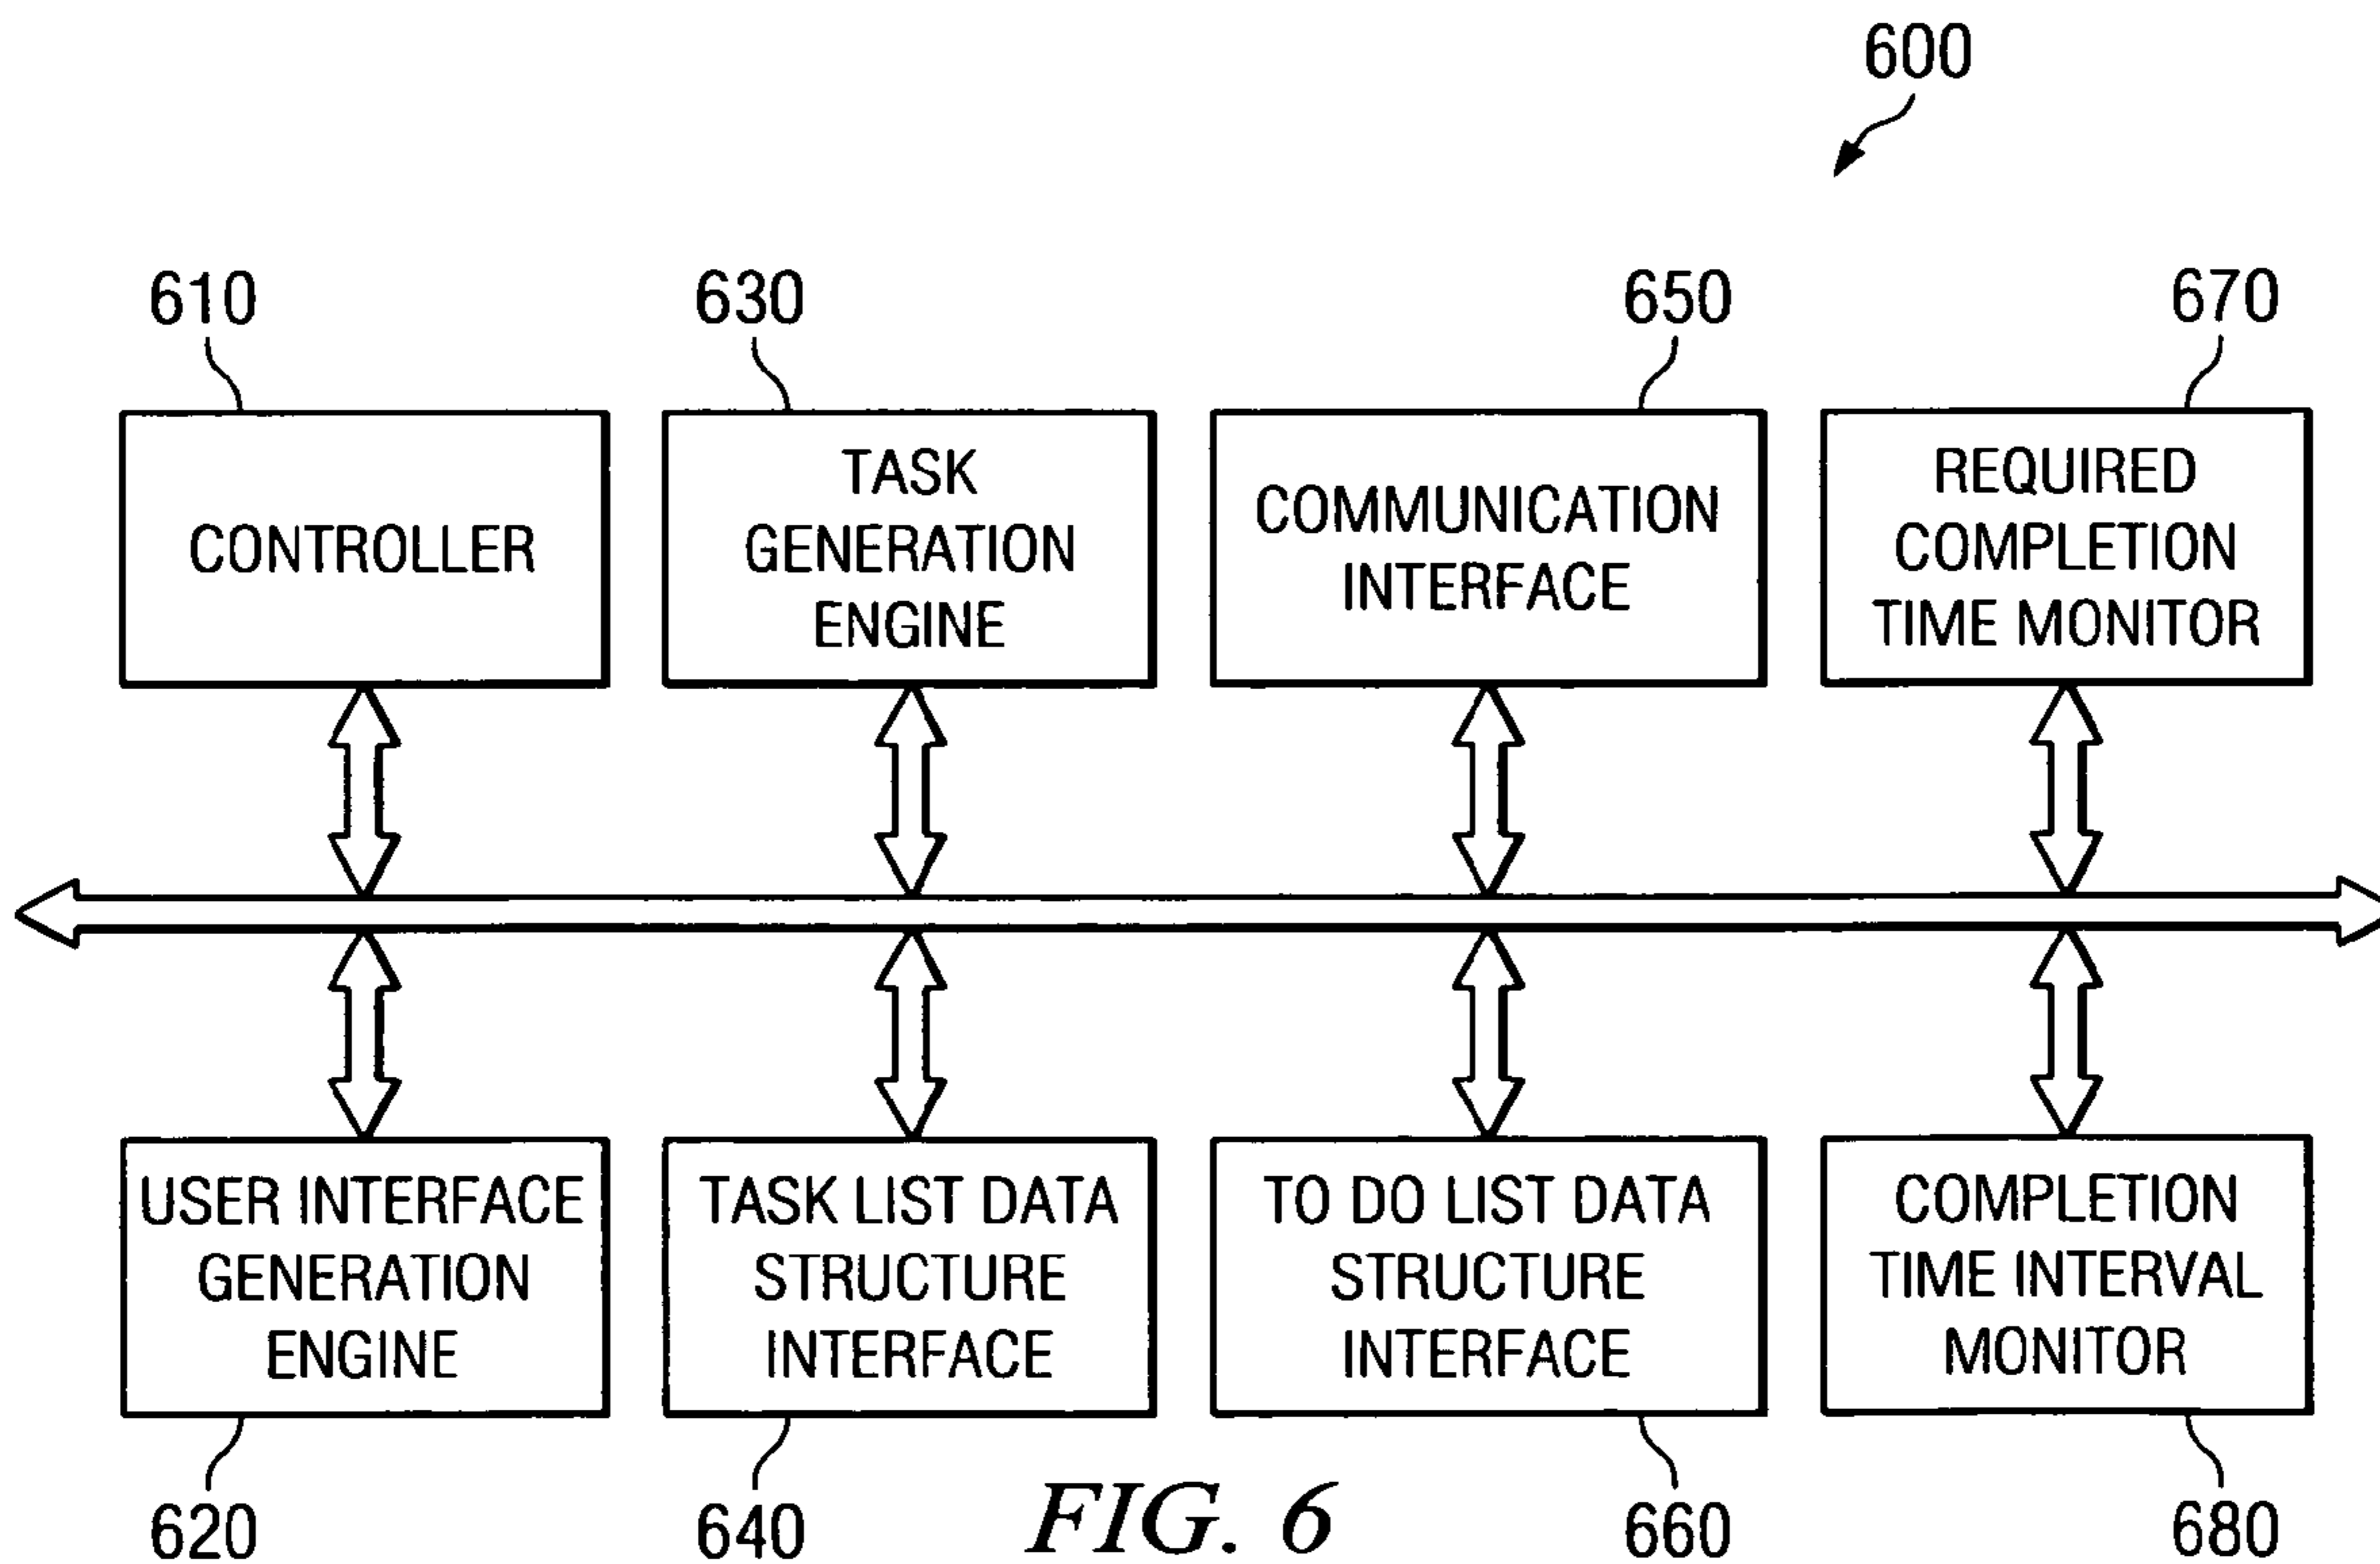 600
610
630
650
670
CONTROLLER
TASK
GENERATION
ENGINE
COMMUNICATION
INTERFACE
REQUIRED
COMPLETION
TIME MONITOR
USER INTERFACE
GENERATION
ENGINE
TASK LIST DATA
STRUCTURE
INTERFACE
TO DO LIST DATA
STRUCTURE
INTERFACE
COMPLETION
TIME INTERVAL
MONITOR
620
640
660
680
FIG. 6